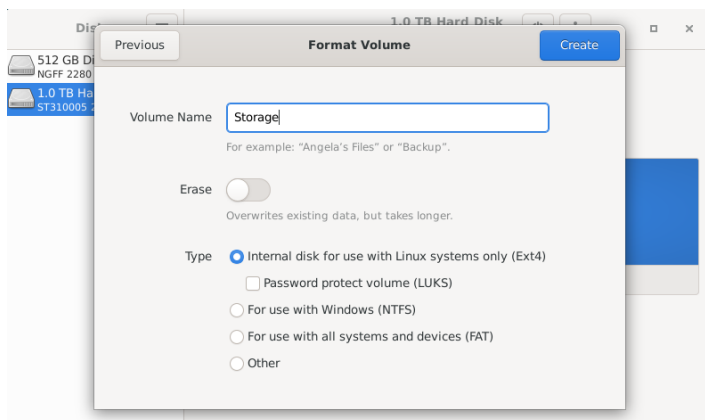 Dis
1.0 TB Hard Disk
512 GB Di
NGFF 2280
1.0 TB Ha
ST310005 2
Previous
Format Volume
Create
Volume Name
Storage
For example: “Angela’s Files” or “Backup”.
Erase
Overwrites existing data, but takes longer.
Type
Internal disk for use with Linux systems only (Ext4)
Password protect volume (LUKS)
For use with Windows (NTFS)
For use with all systems and devices (FAT)
Other